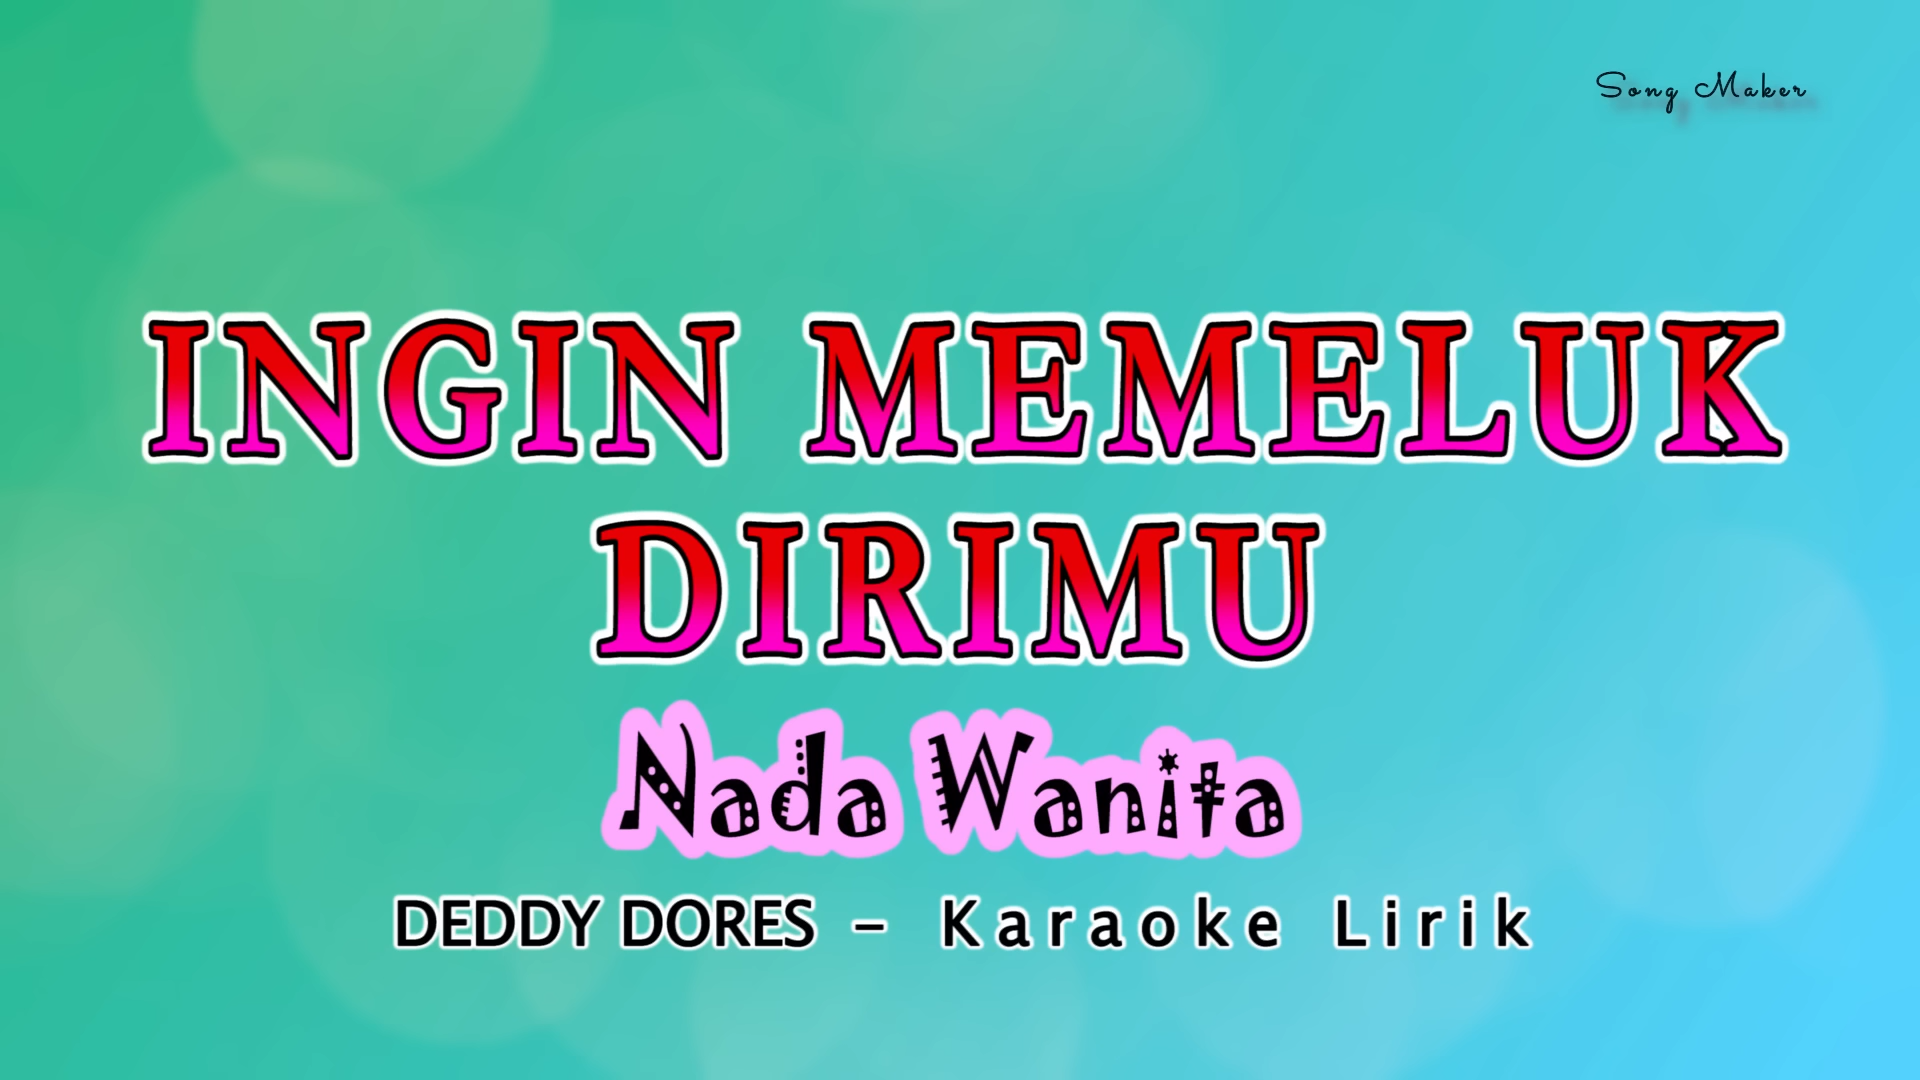 Song Maker
INGIN MEMELUK
DIRIMU
Nada Wanita
DEDDY DORES - Karaoke Lirik